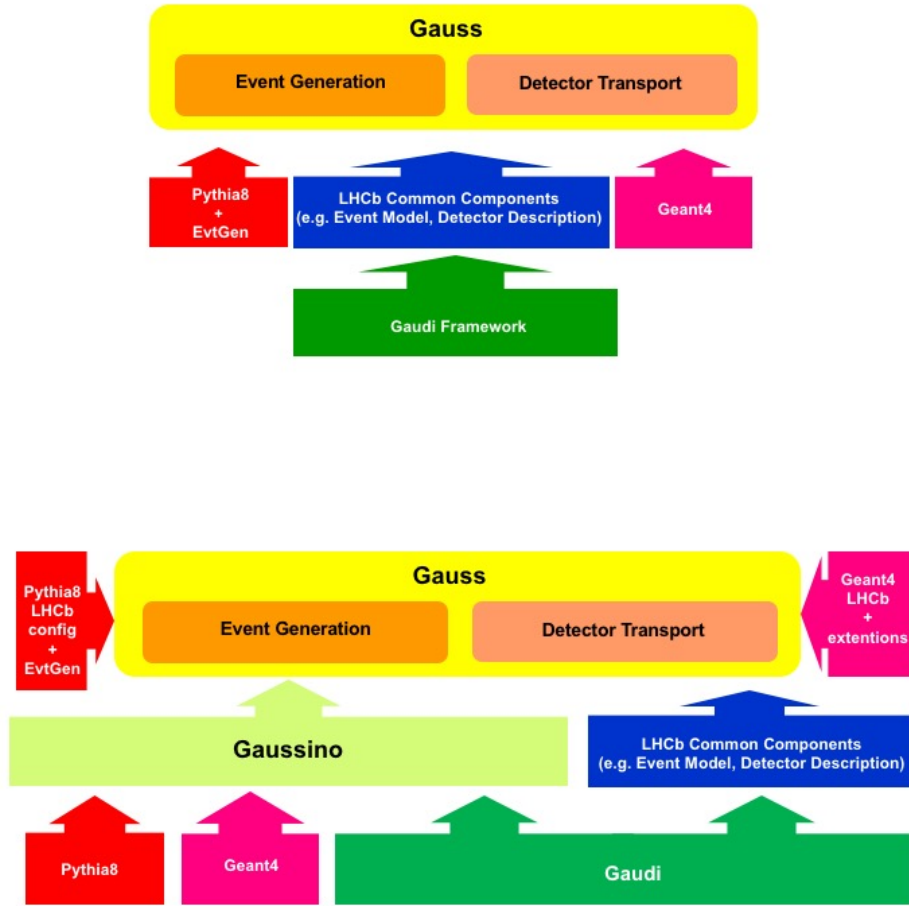 Gauss
Event Generation
Detector Transport
Pythia8
+
EvtGen
LHCb Common Components
(e.g. Event Model, Detector Description)
Geant4
Gaudi Framework
Pythia8
LHCb
config
+
EvtGen
Gauss
Event Generation
Detector Transport
Geant4
LHCb
+
extentions
Gaussino
LHCb Common Components
(e.g. Event Model, Detector Description)
Pythia8
Geant4
Gaudi